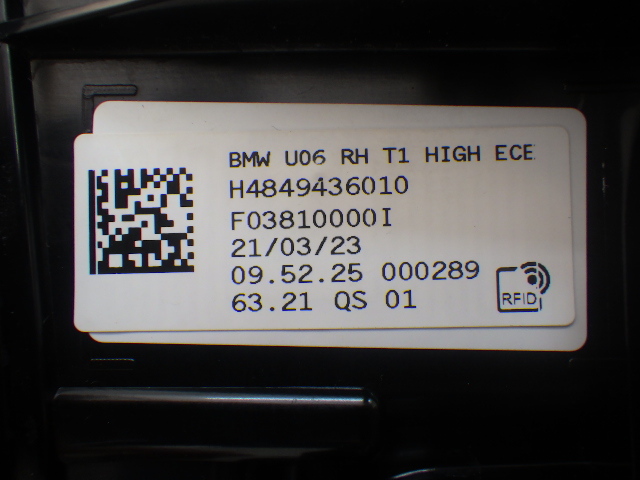 BMW U06 RH T1 HIGH ECE
H4849436010
F03810000I
21/03/23
09.52.25 000289
63.21 QS 01
RFID